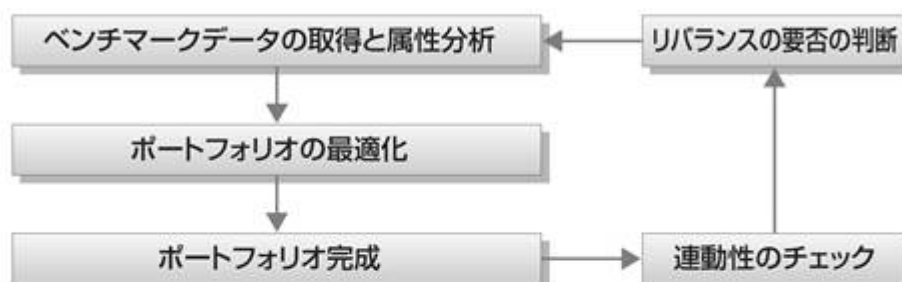 ベンチマークデータの取得と属性分析
リバランスの要否の判断
ポートフォリオの最適化
ポートフォリオ完成
連動性のチェック